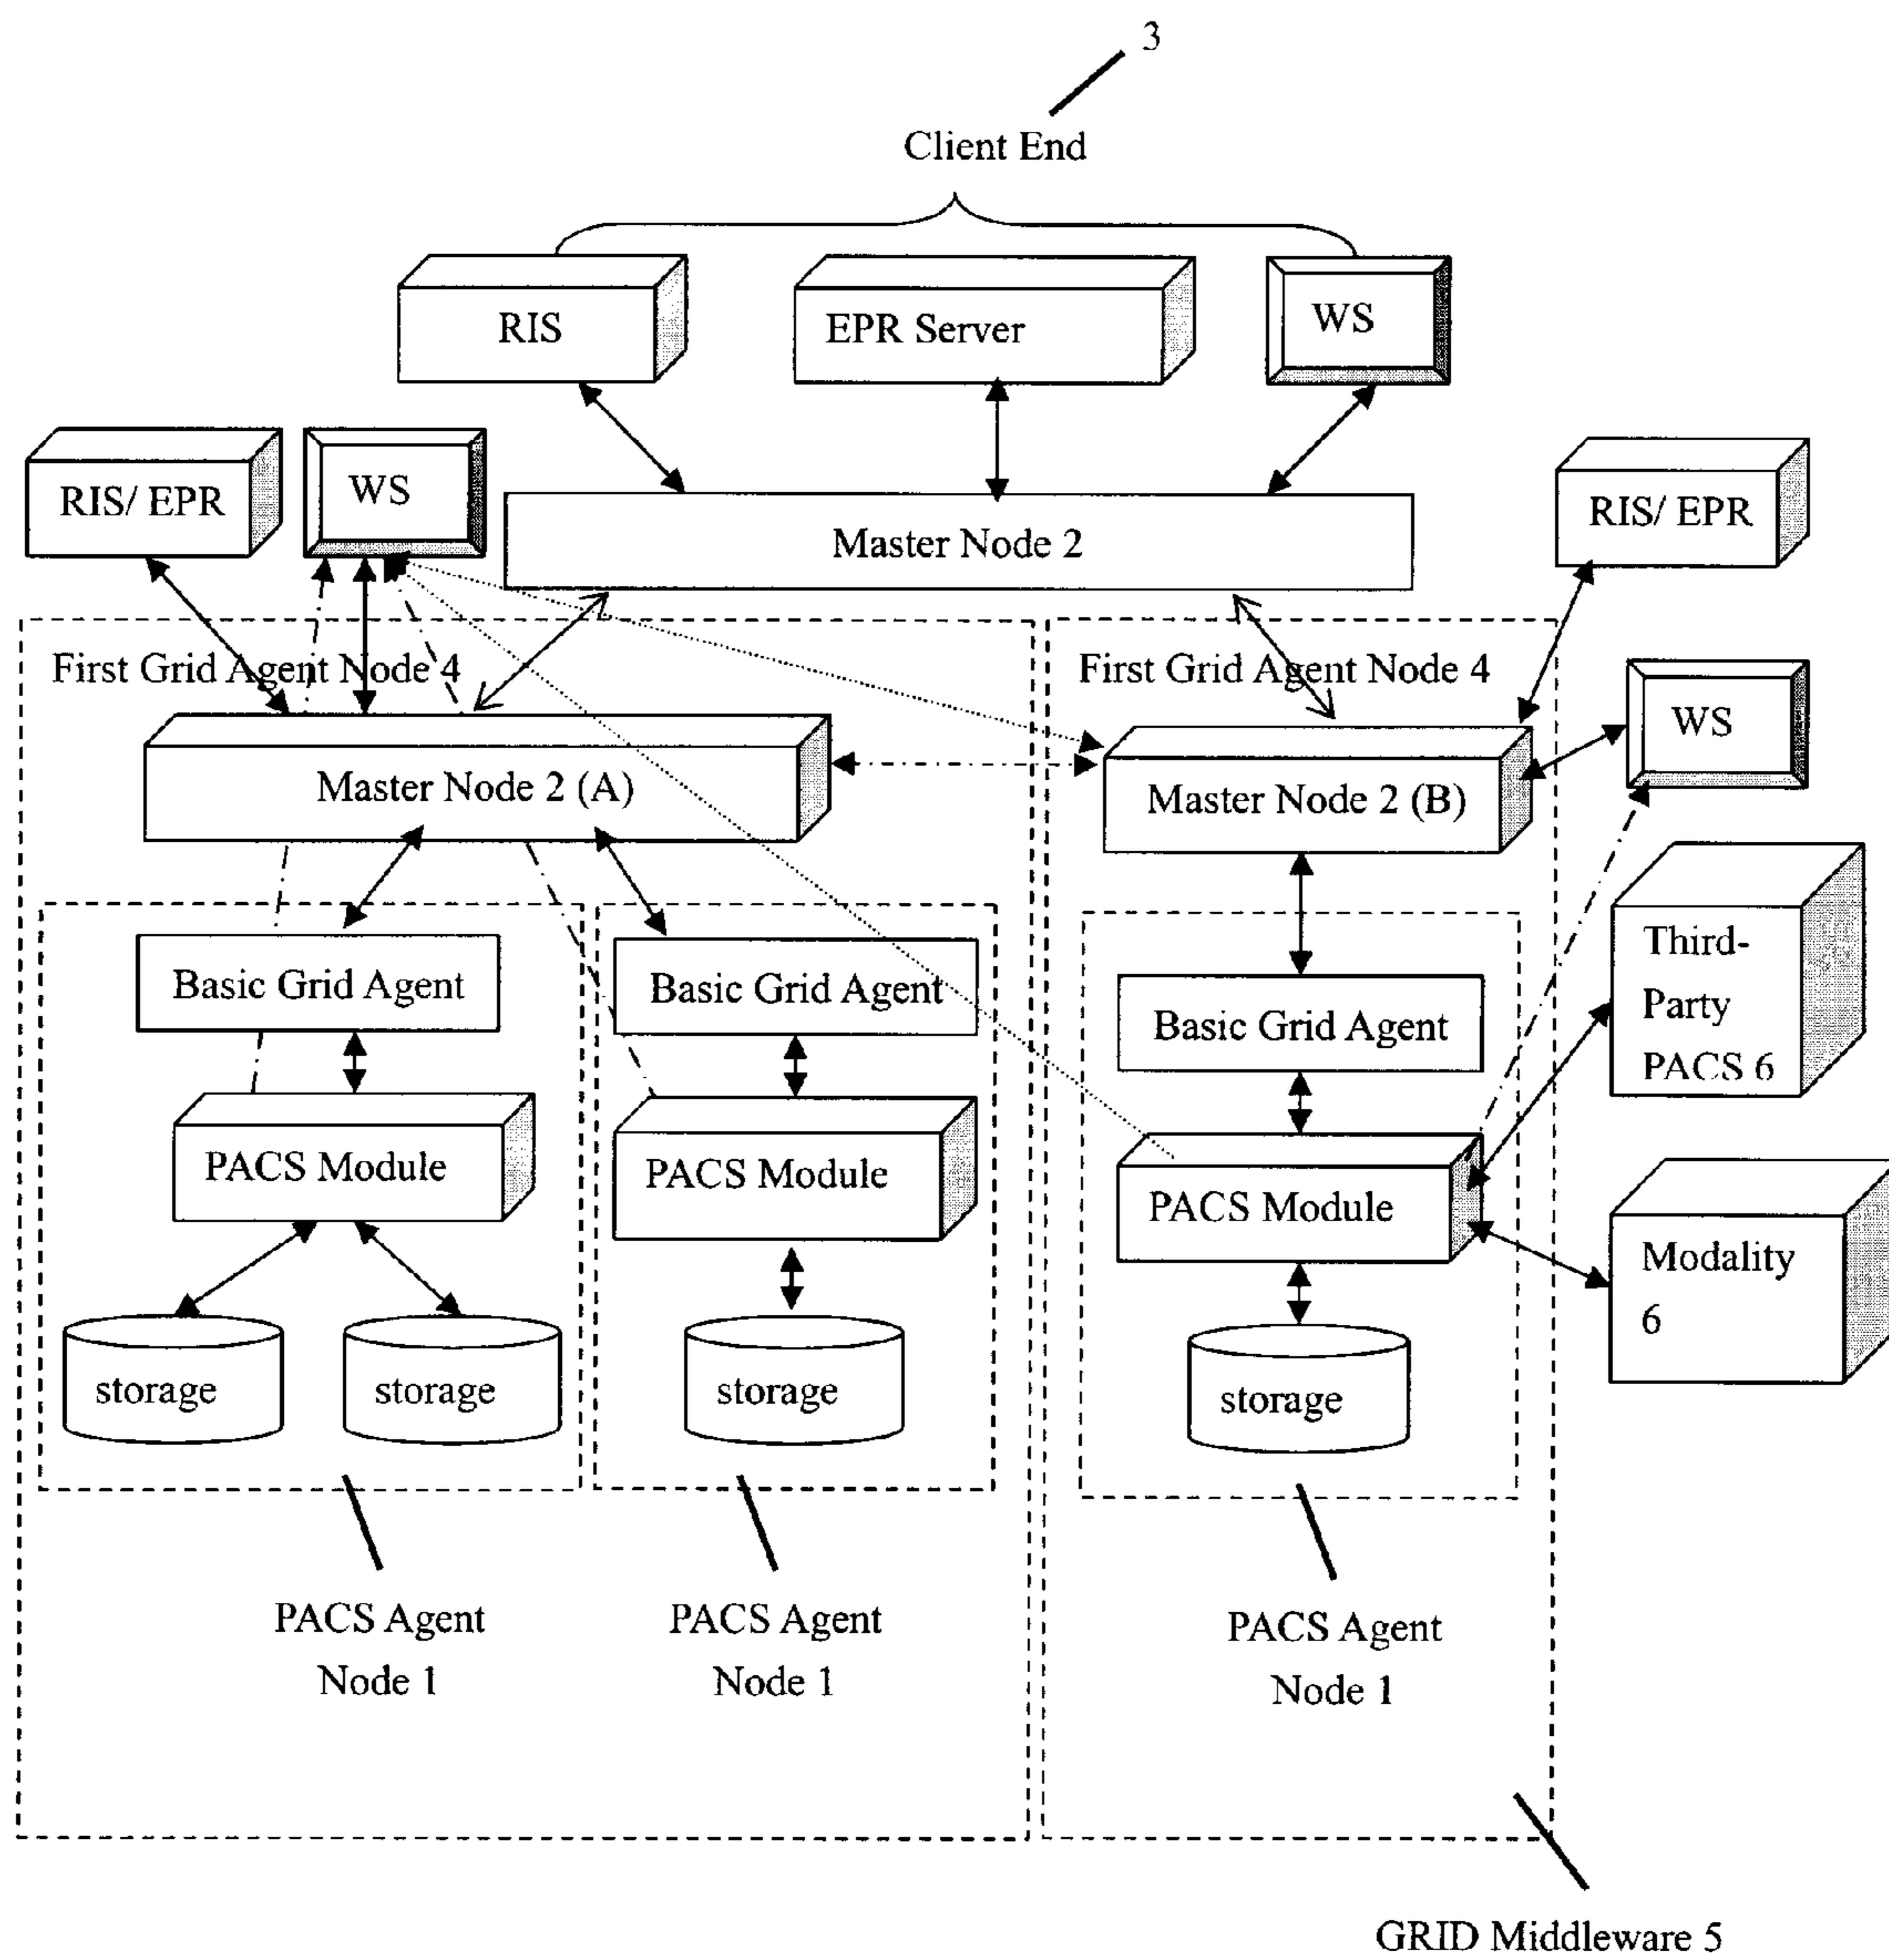 3
Client End
RIS
EPR Server
WS
RIS/ EPR
WS
Master Node 2
RIS/ EPR
First Grid Agent Node 4
First Grid Agent Node 4
WS
Master Node 2 (A)
Master Node 2 (B)
Third-
Party
PACS 6
Basic Grid Agent
Basic Grid Agent
Basic Grid Agent
PACS Module
PACS Module
PACS Module
Modality
6
storage
storage
storage
storage
PACS Agent
Node 1
PACS Agent
Node 1
PACS Agent
Node 1
GRID Middleware 5